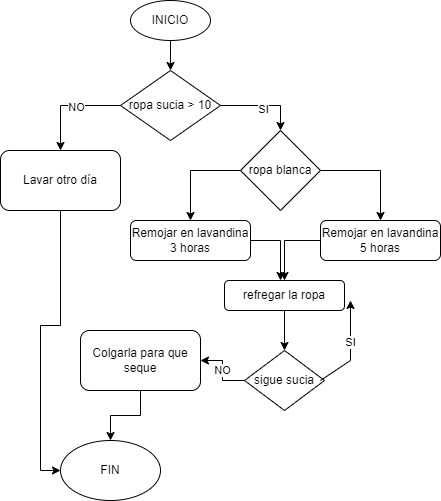 INICIO
ropa sucia > 10
NO
SI
Lavar otro día
ropa blanca
Remojar en lavandina
3 horas
Remojar en lavandina
5 horas
refregar la ropa
Colgarla para que
seque
NO
sigue sucia
SI
FIN